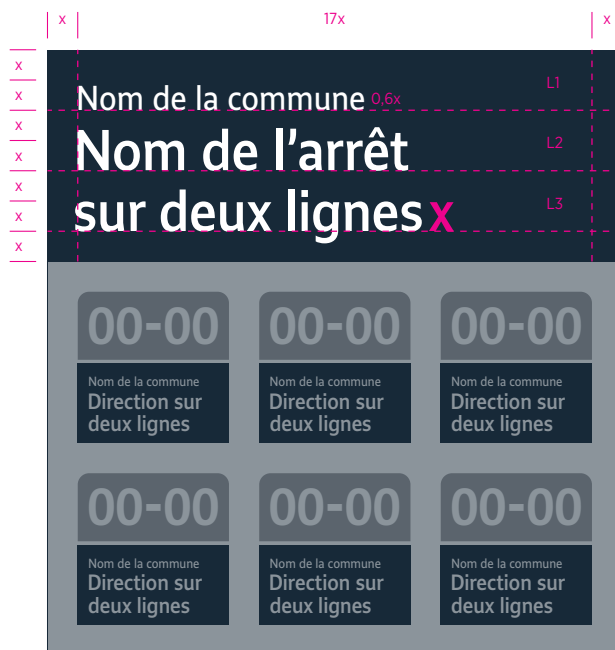 x 17x x
x
x
x
x
x
x
x
L1
Nom de la commune 0,6x
L2
Nom de l’arrêt
L3
sur deux lignes x
00-00 00-00 00-00
Nom de la commune Nom de la commune Nom de la commune
Direction sur Direction sur Direction sur
deux lignes deux lignes deux lignes
00-00 00-00 00-00
Nom de la commune Nom de la commune Nom de la commune
Direction sur Direction sur Direction sur
deux lignes deux lignes deux lignes